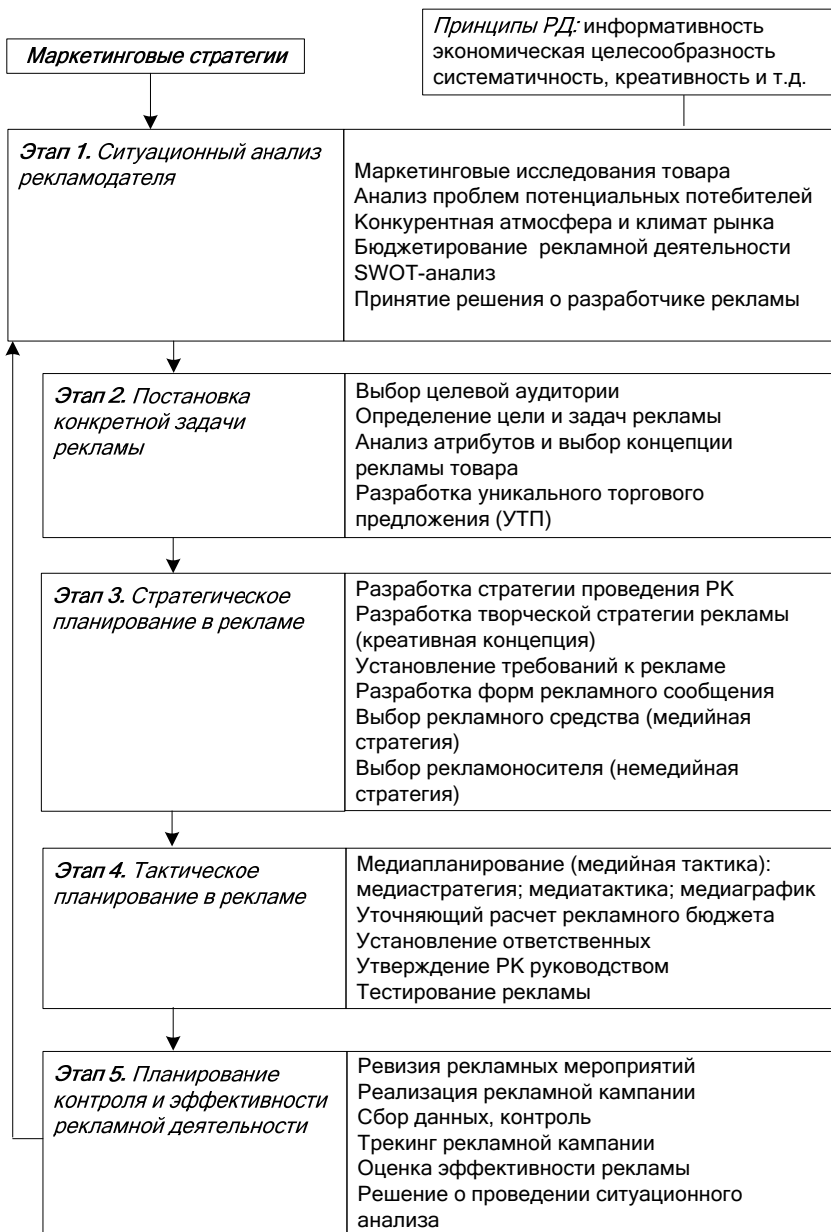 Маркетинговые стратегии
Принципы РД: информативность
экономическая целесообразность
систематичность, креативность и т.д.
Этап 1. Ситуационный анализ
рекламодателя
Маркетинговые исследования товара
Анализ проблем потенциальных потебителей
Конкурентная атмосфера и климат рынка
Бюджетирование рекламной деятельности
SWOT-анализ
Принятие решения о разработчике рекламы
Этап 2. Постановка
конкретной задачи
рекламы
Выбор целевой аудитории
Определение цели и задач рекламы
Анализ атрибутов и выбор концепции
рекламы товара
Разработка уникального торгового
предложения (УТП)
Этап 3. Стратегическое
планирование в рекламе
Разработка стратегии проведения РК
Разработка творческой стратегии рекламы
(креативная концепция)
Установление требований к рекламе
Разработка форм рекламного сообщения
Выбор рекламного средства (медийная
стратегия)
Выбор рекламоносителя (немедийная
стратегия)
Этап 4. Тактическое
планирование в рекламе
Медиапланирование (медийная тактика):
медиастратегия; медиатактика; медиаграфик
Уточняющий расчет рекламного бюджета
Установление ответственных
Утверждение РК руководством
Тестирование рекламы
Этап 5. Планирование
контроля и эффективности
рекламной деятельности
Ревизия рекламных мероприятий
Реализация рекламной кампании
Сбор данных, контроль
Трекинг рекламной кампании
Оценка эффективности рекламы
Решение о проведении ситуационного
анализа